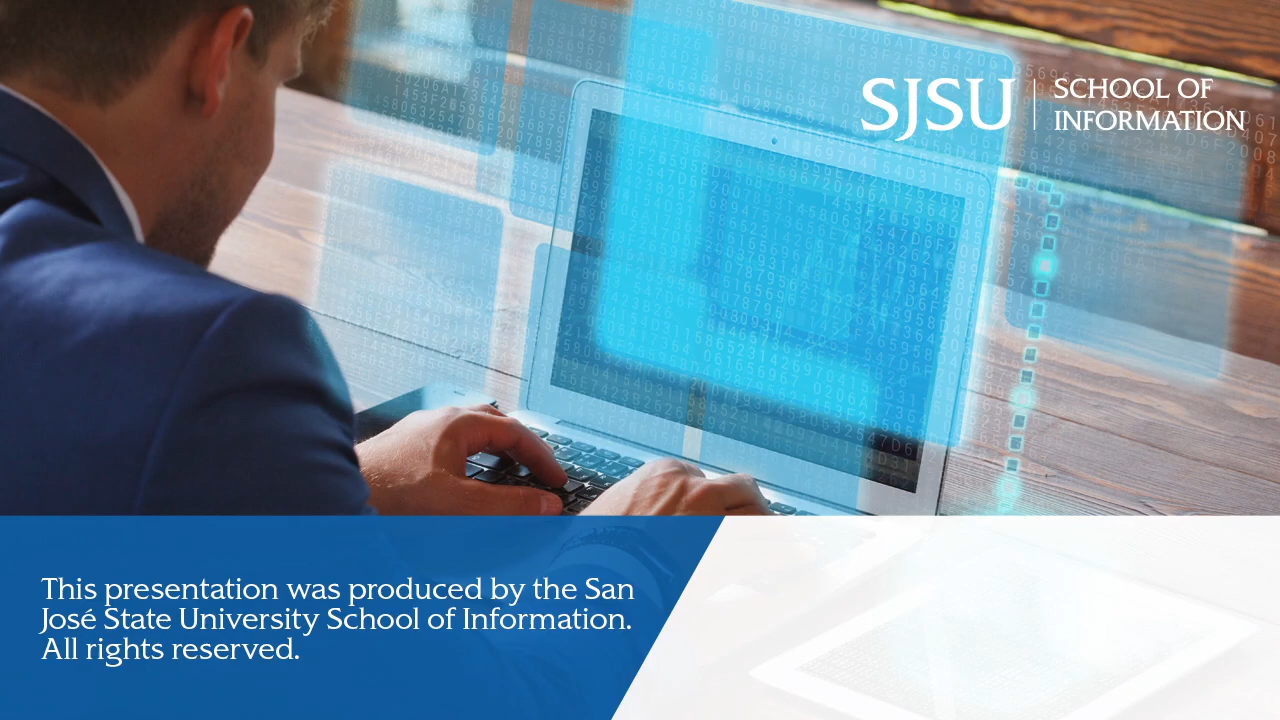 SJSU
SCHOOL OF
INFORMATION
This presentation was produced by the San
José State University School of Information.
All rights reserved.